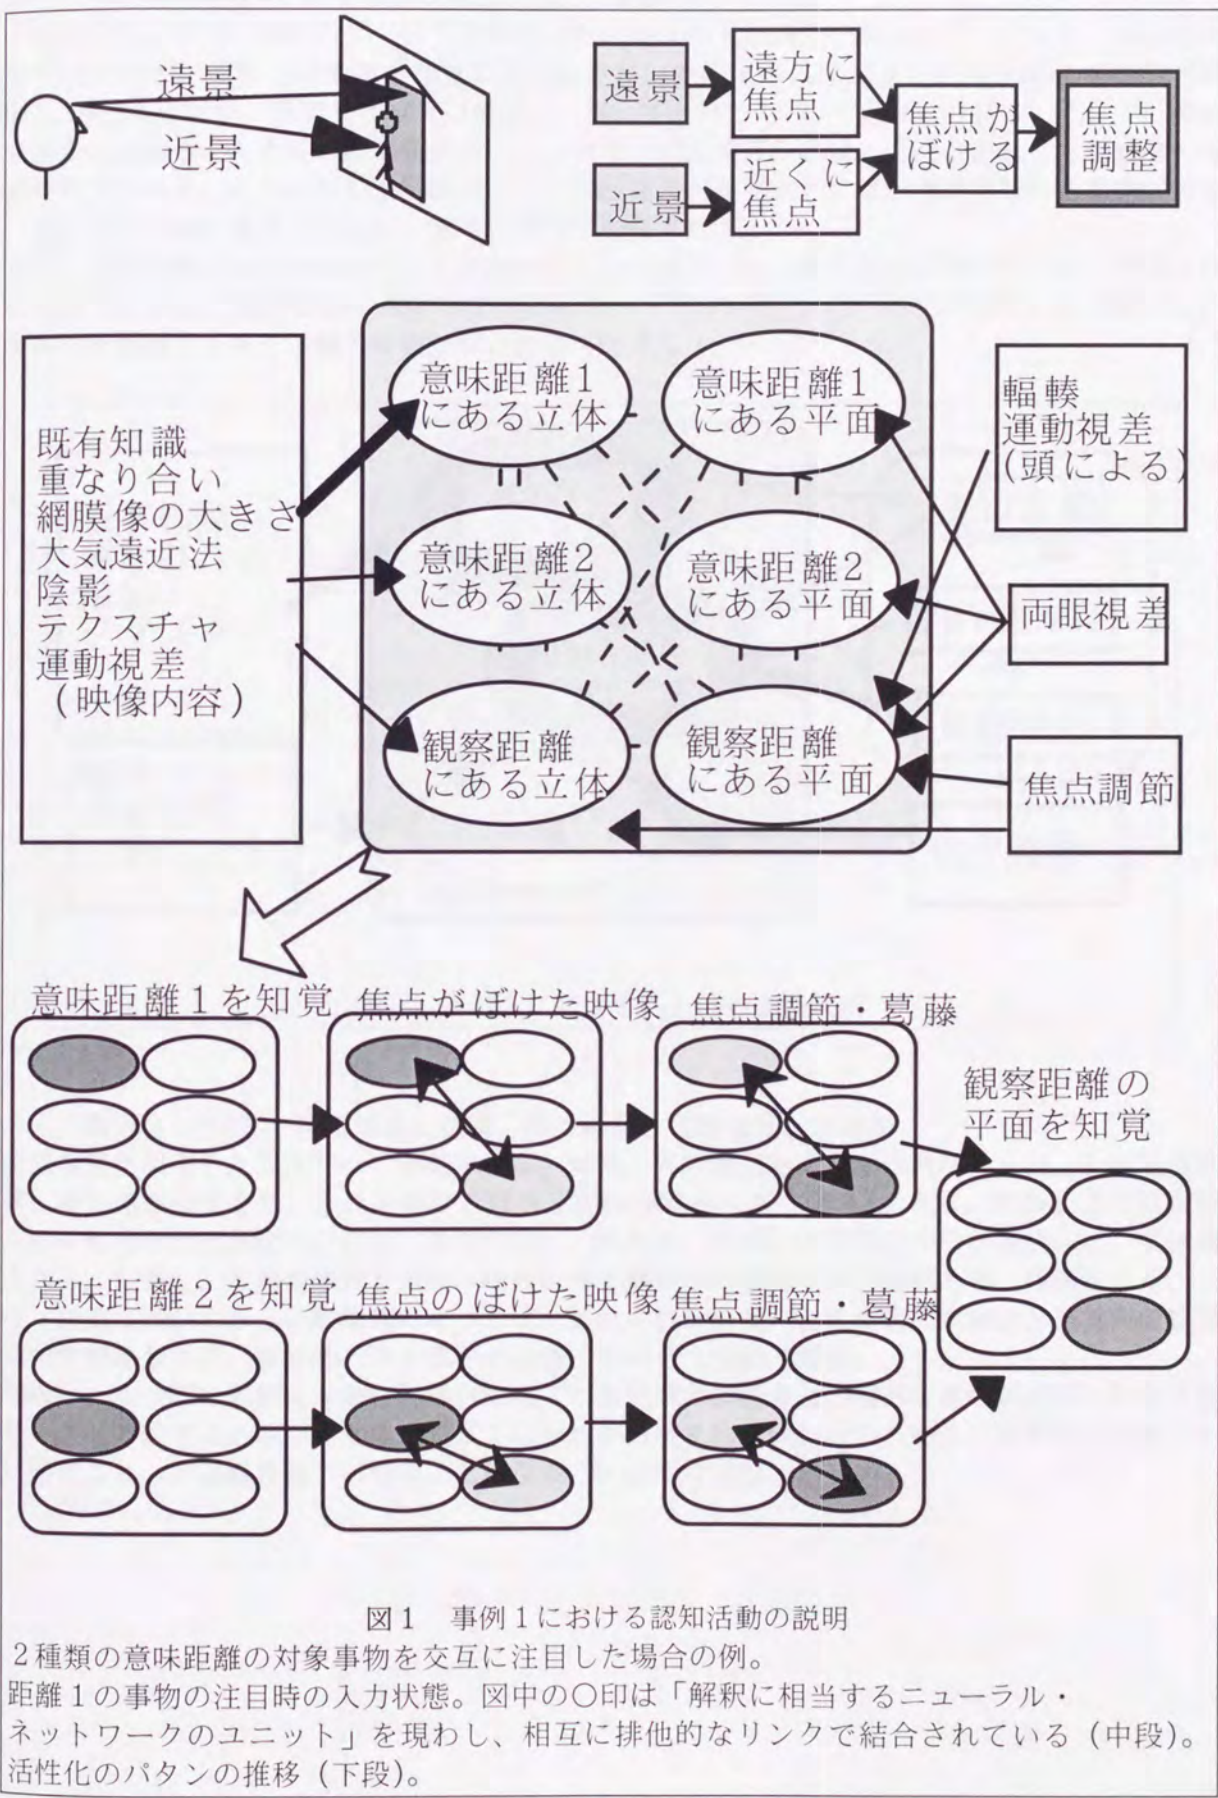 遠景
近景
遠景
遠方に
焦点
近景
近くに
焦点
焦点が
ぼける
焦点
調整
既有知識
重なり合い
網膜像の大きさ
大気遠近法
陰影
テクスチャ
運動視差
(映像内容)
意味距離1
にある立体
意味距離1
にある平面
意味距離2
にある立体
意味距離2
にある平面
観察距離
にある立体
観察距離
にある平面
輻輳
運動視差
(頭による)
両眼視差
焦点調節
意味距離1を知覚
焦点がぼけた映像
焦点調節・葛藤
観察距離の
平面を知覚
意味距離2を知覚
焦点のぼけた映像
焦点調節・葛藤
図1 事例1における認知活動の説明
2種類の意味距離の対象事物を交互に注目した場合の例。
距離1の事物の注目時の入力状態。図中の○印は「解釈に相当するニューラル・
ネットワークのユニット」を現わし、相互に排他的なリンクで結合されている(中段)。
活性化のパタンの推移(下段)。